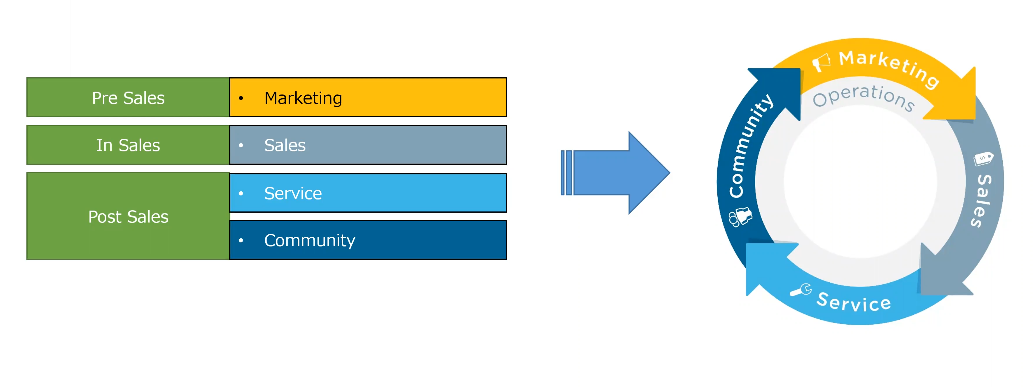 Pre Sales
• Marketing
In Sales
• Sales
Post Sales
• Service
• Community
Marketing
Operations
Community
Sales
Service